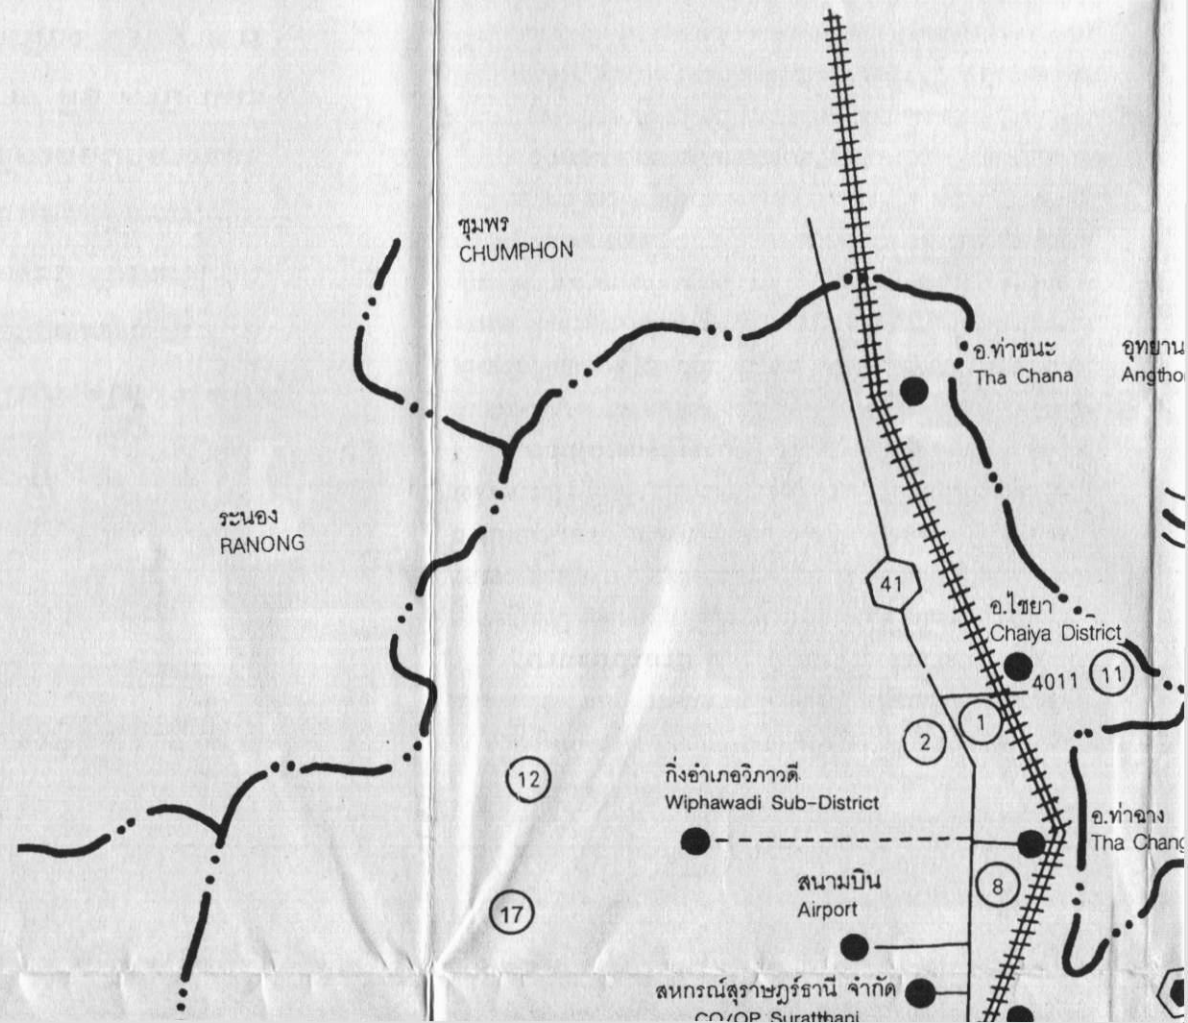 ชุมพร
CHUMPHON
อ.ท่าชนะ
Tha Chana
อุทยาน
Angtho
ระนอง
RANONG
41
อ.ไชยา
Chaiya District
4011
11
1
2
12
กิ่งอำเภอวิภาวดี
Wiphawadi Sub-District
อ.ท่าฉาง
Tha Chang
8
สนามบิน
Airport
17
สหกรณ์สุราษฎร์ธานี จำกัด
CO/OP Suratthani